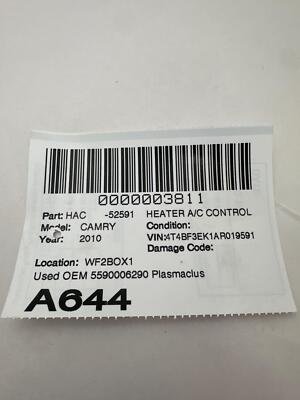 0000003811
Part: HAC -52591 HEATER A/C CONTROL
Model: CAMRY Condition:
Year: 2010 VIN:4T4BF3EK1AR019591
Damage Code:
Location: WF2BOX1
Used OEM 5590006290 Plasmaclus
A644